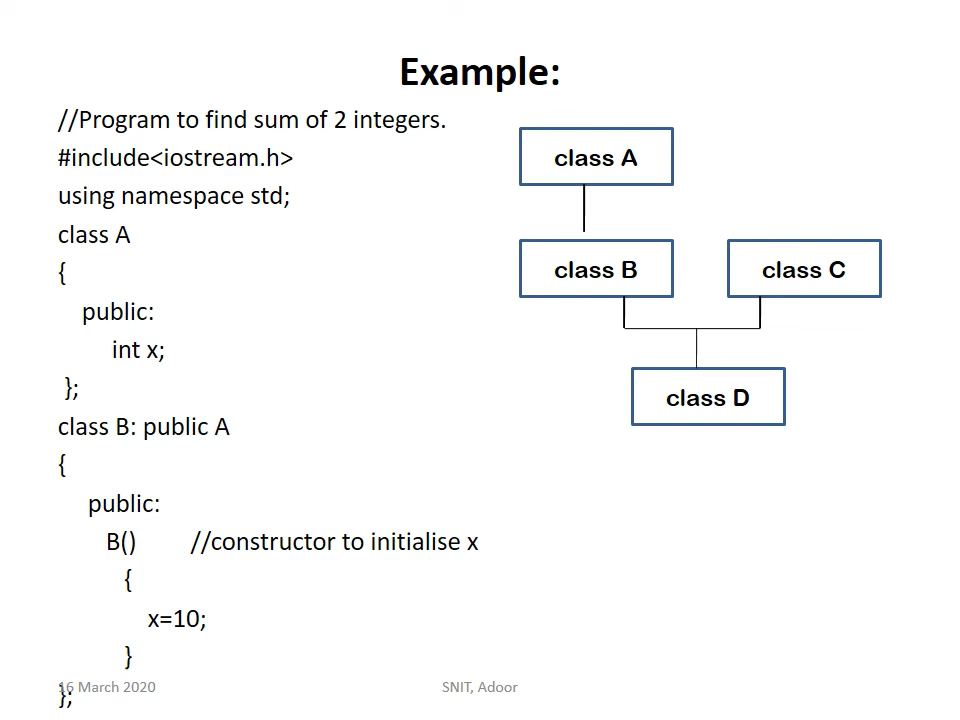 Example:
//Program to find sum of 2 integers.
#include<iostream.h>
using namespace std;
class A
{
public:
int x;
};
class B: public A
{
public:
B() //constructor to initialise x
{
x=10;
}
};
class A
class B
class C
class D
16 March 2020
SNIT, Adoor